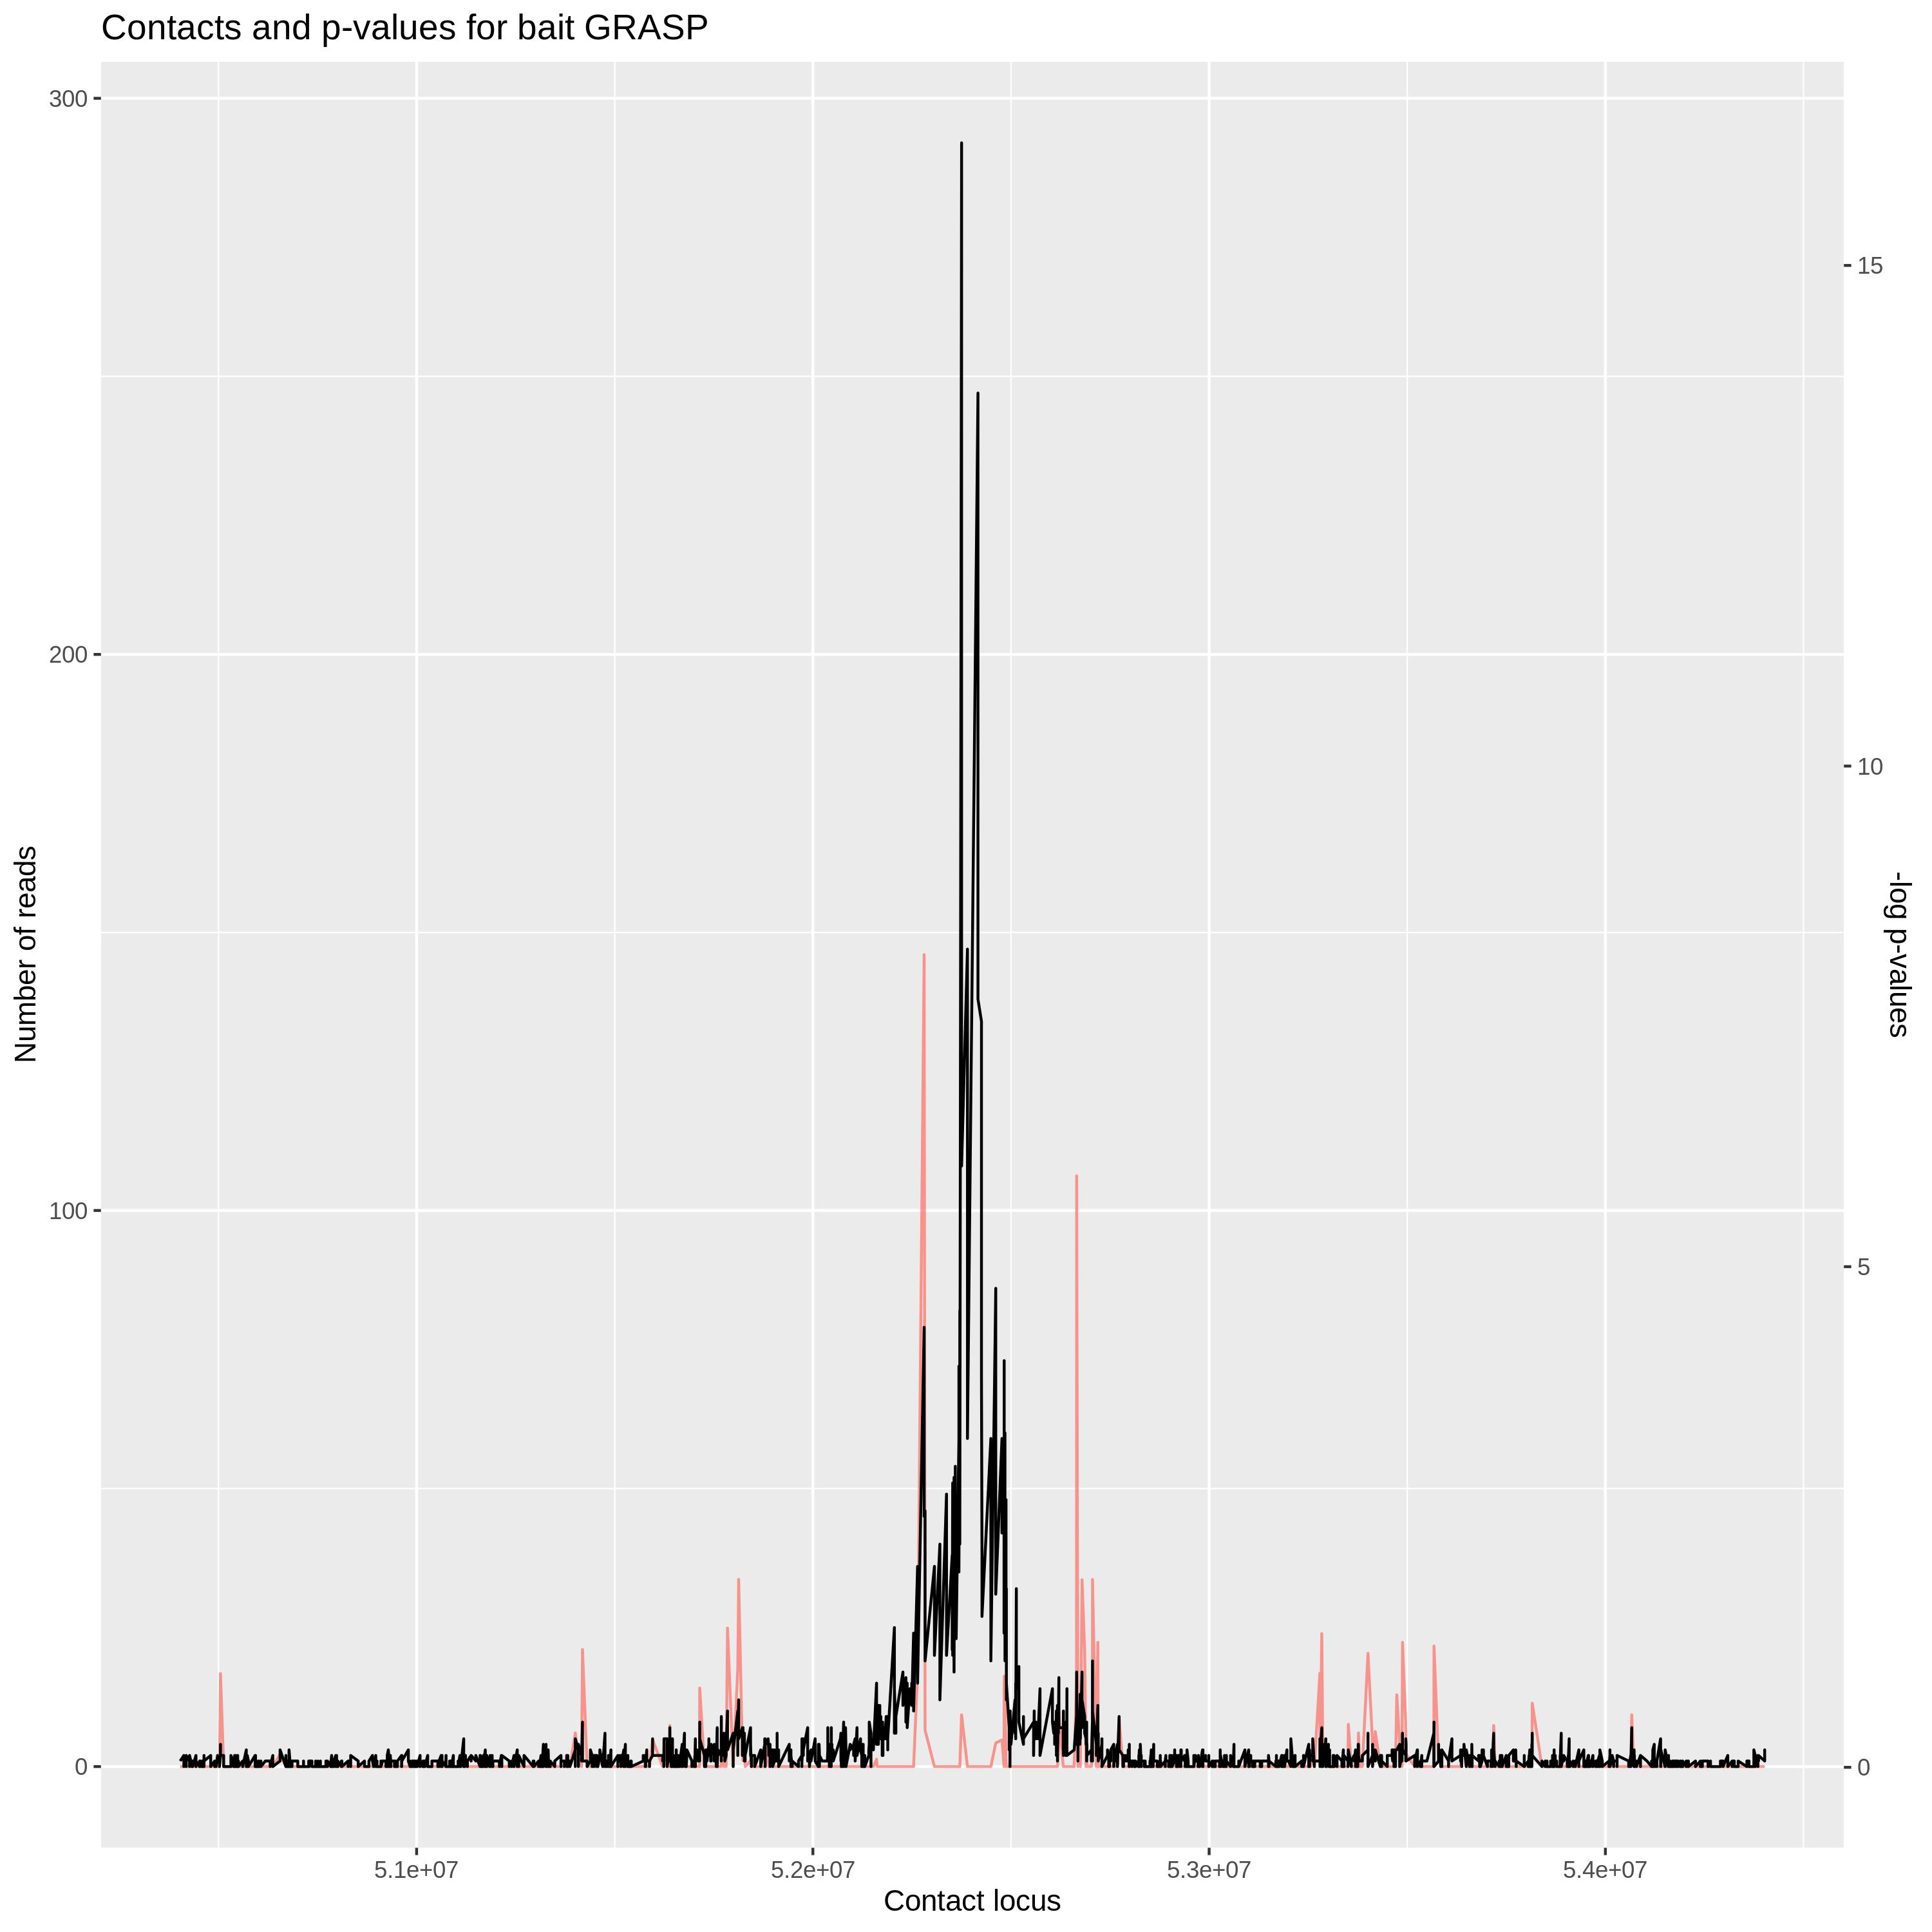 Contacts and p-values for bait GRASP
300
200
100
0
Number of reads
15
10
5
0
-log p-values
5.1e+07
5.2e+07
5.3e+07
5.4e+07
Contact locus